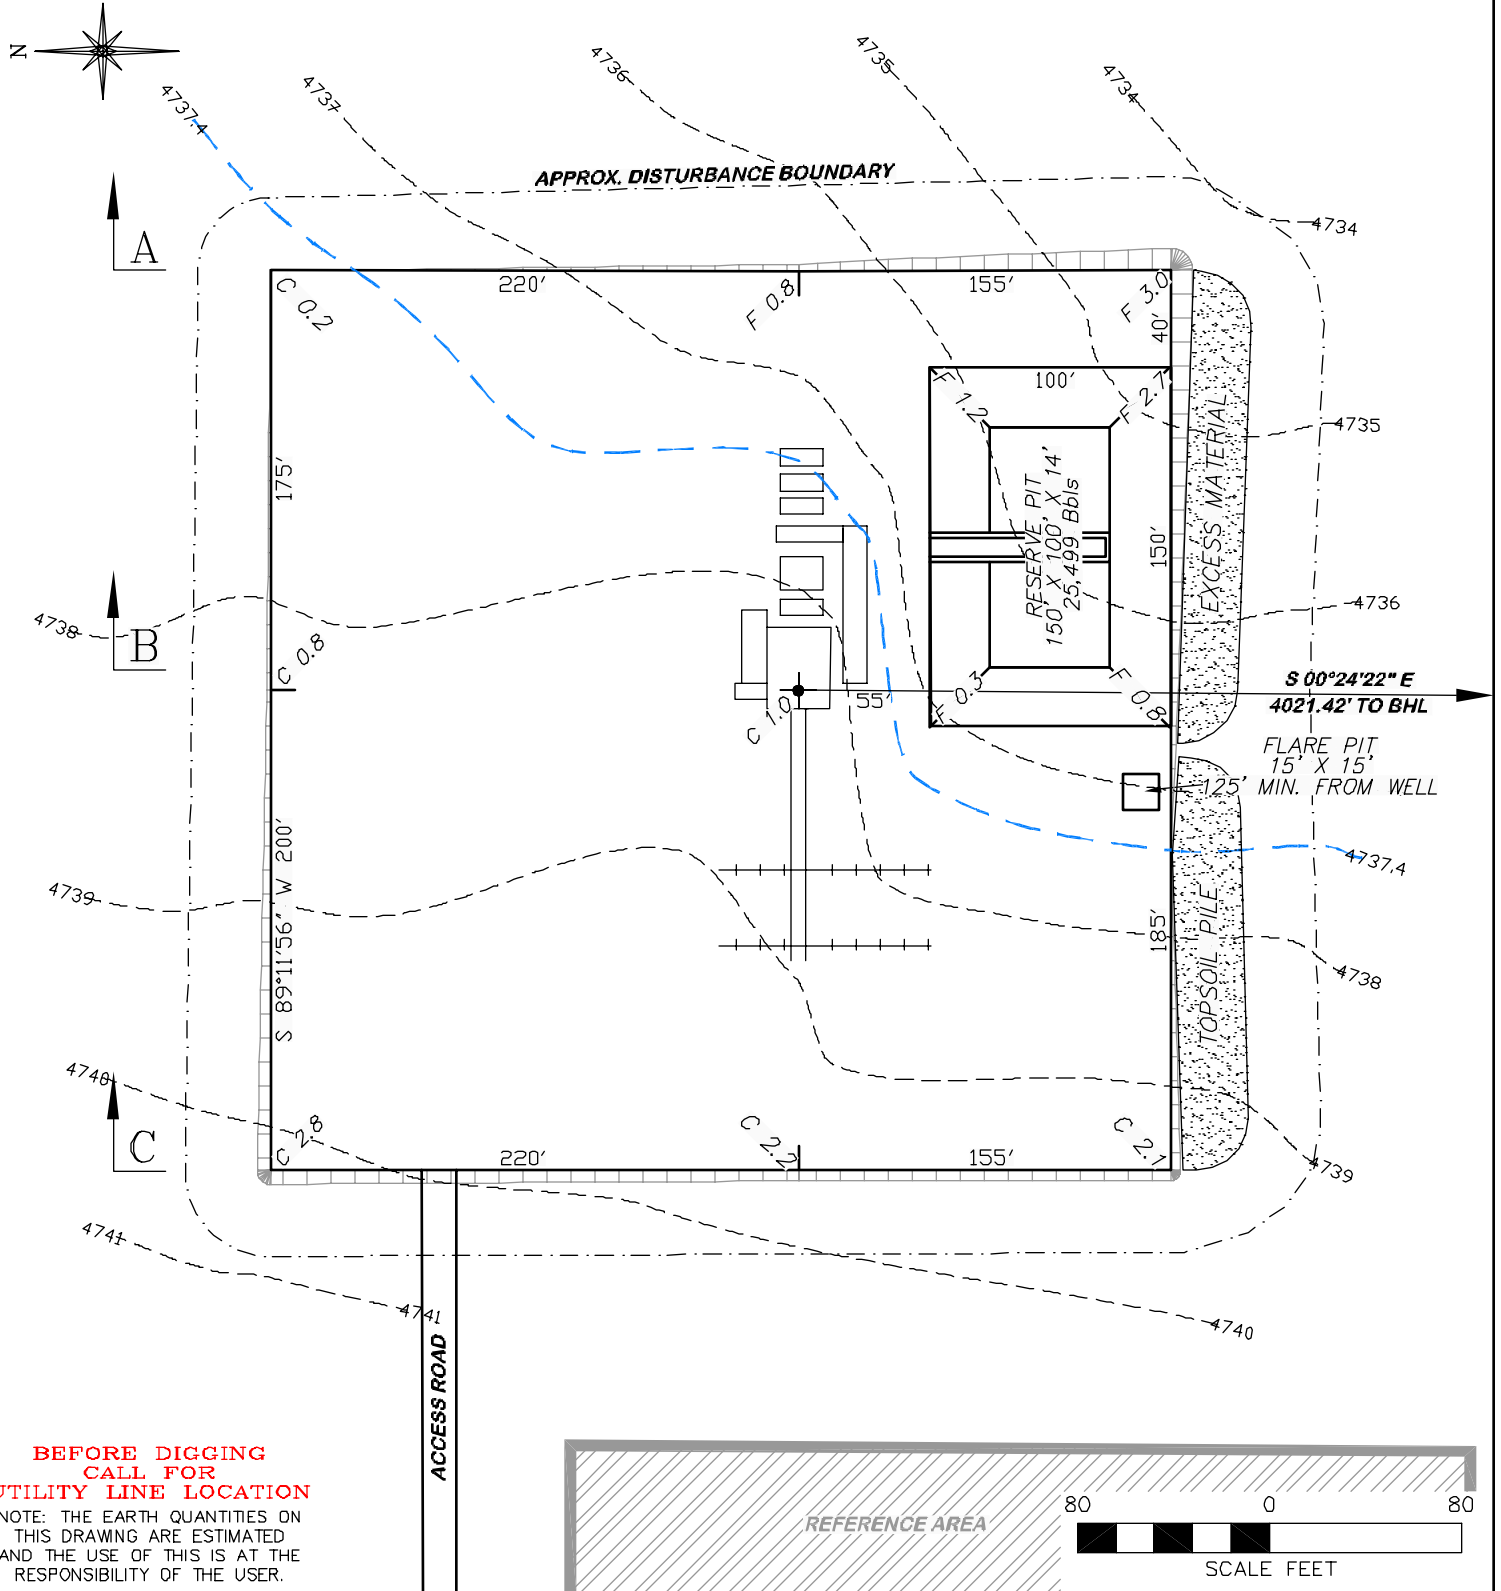 N
4737.4
4737
4736
4735
4734
APPROX. DISTURBANCE BOUNDARY
4734
A
220'
155'
C 0.2
F 0.8
F 3.0
40'
100'
F 1.2
F 2.7
4735
175'
EXCESS MATERIAL
RESERVE PIT
150' X 100' X 14'
25,499 Bbls
150'
4738
4736
B
C 0.8
C 1.0
55'
F 0.3
F 0.8
S 00°24'22" E
4021.42' TO BHL
FLARE PIT
15' X 15'
125' MIN. FROM WELL
4737.4
S 89°11'56" W 200'
4739
185'
TOPSOIL PILE
4738
4740
C
C 2.8
C 2.2
C 2.1
220'
155'
4739
4741
4741
4740
ACCESS ROAD
BEFORE DIGGING
CALL FOR
UTILITY LINE LOCATION
NOTE: THE EARTH QUANTITIES ON
THIS DRAWING ARE ESTIMATED
AND THE USE OF THIS IS AT THE
RESPONSIBILITY OF THE USER.
REFERENCE AREA
80 0 80
SCALE FEET